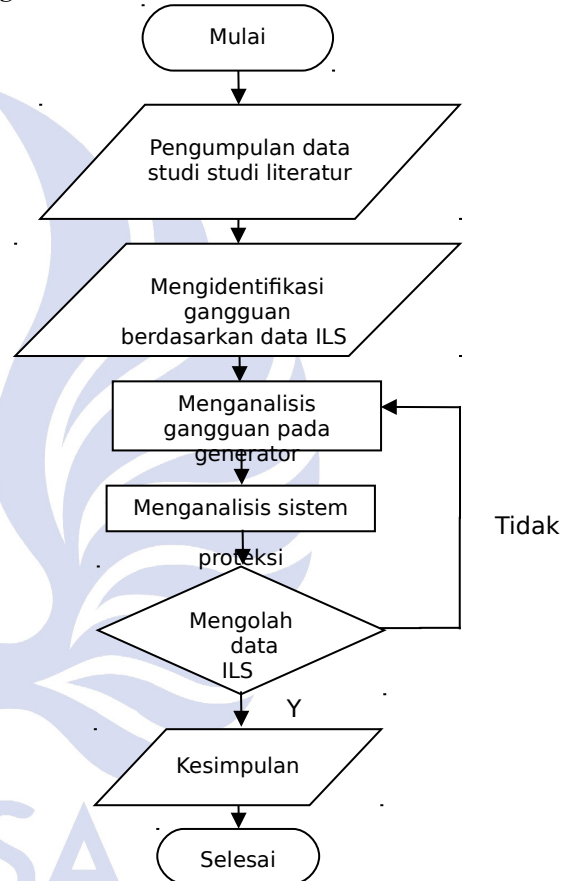 Mulai
Pengumpulan data
studi studi literatur
Mengidentifikasi
gangguan
berdasarkan data ILS
Menganalisis
gangguan pada
generator
Menganalisis sistem
proteksi
Tidak
Mengolah
data
ILS
Y
Kesimpulan
Selesai
SA